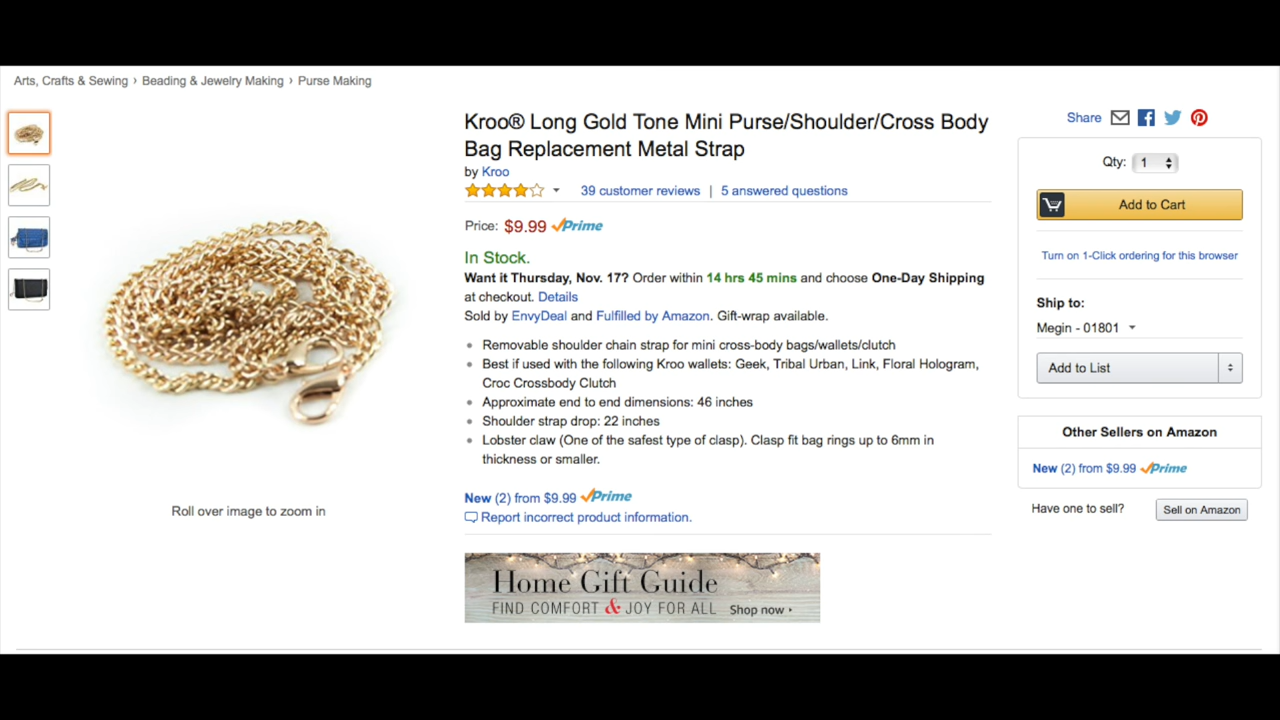 Arts, Crafts & Sewing › Beading & Jewelry Making › Purse Making
Kroo® Long Gold Tone Mini Purse/Shoulder/Cross Body
Bag Replacement Metal Strap
by Kroo
39 customer reviews | 5 answered questions
Price: $9.99 Prime
In Stock.
Want it Thursday, Nov. 17? Order within 14 hrs 45 mins and choose One-Day Shipping
at checkout. Details
Sold by EnvyDeal and Fulfilled by Amazon. Gift-wrap available.
Removable shoulder chain strap for mini cross-body bags/wallets/clutch
Best if used with the following Kroo wallets: Geek, Tribal Urban, Link, Floral Hologram,
Croc Crossbody Clutch
Approximate end to end dimensions: 46 inches
Shoulder strap drop: 22 inches
Lobster claw (One of the safest type of clasp). Clasp fit bag rings up to 6mm in
thickness or smaller.
New (2) from $9.99 Prime
Report incorrect product information.
Roll over image to zoom in
Home Gift Guide
FIND COMFORT & JOY FOR ALL Shop now
Share
Qty: 1
Add to Cart
Turn on 1-Click ordering for this browser
Ship to:
Megin - 01801
Add to List
Other Sellers on Amazon
New (2) from $9.99 Prime
Have one to sell? Sell on Amazon